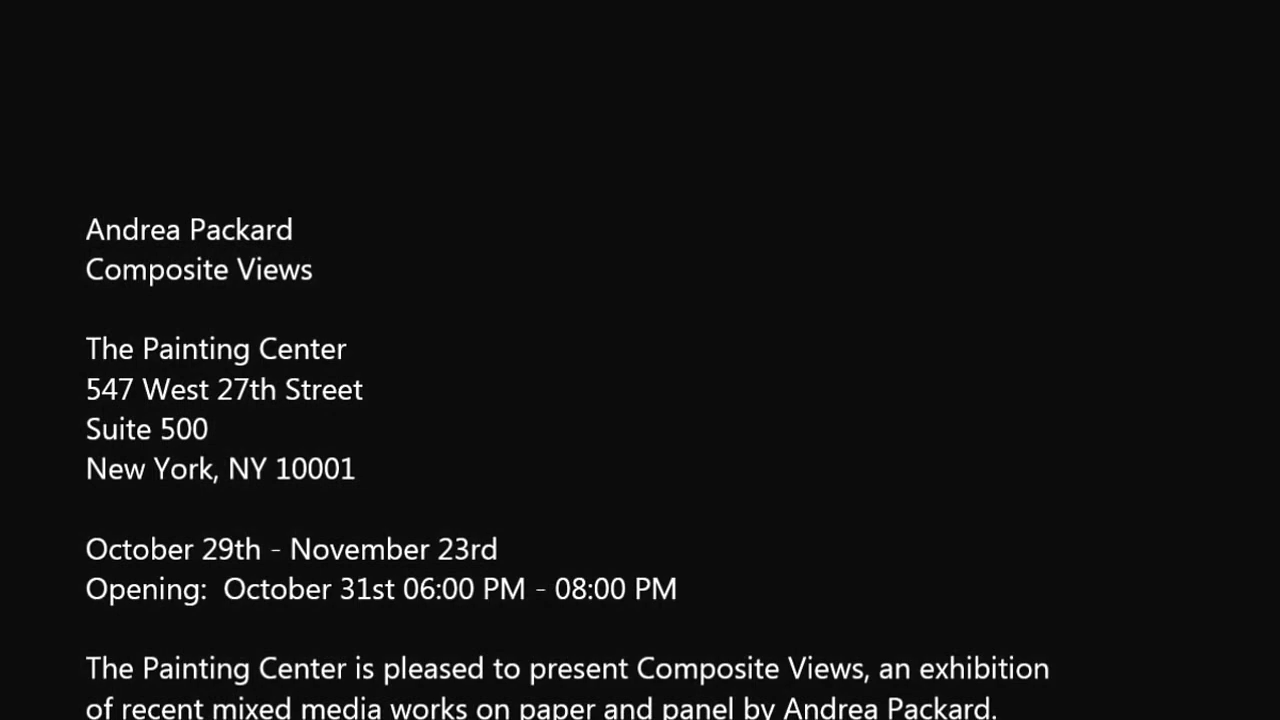 Andrea Packard
Composite Views
The Painting Center
547 West 27th Street
Suite 500
New York, NY 10001
October 29th - November 23rd
Opening:  October 31st 06:00 PM - 08:00 PM
The Painting Center is pleased to present Composite Views, an exhibition
of recent mixed media works on paper and panel by Andrea Packard.